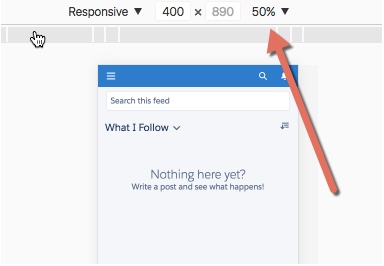 Responsive ▼ 400 × 890 50% ▼
Search this feed
What I Follow
Nothing here yet?
Write a post and see what happens!